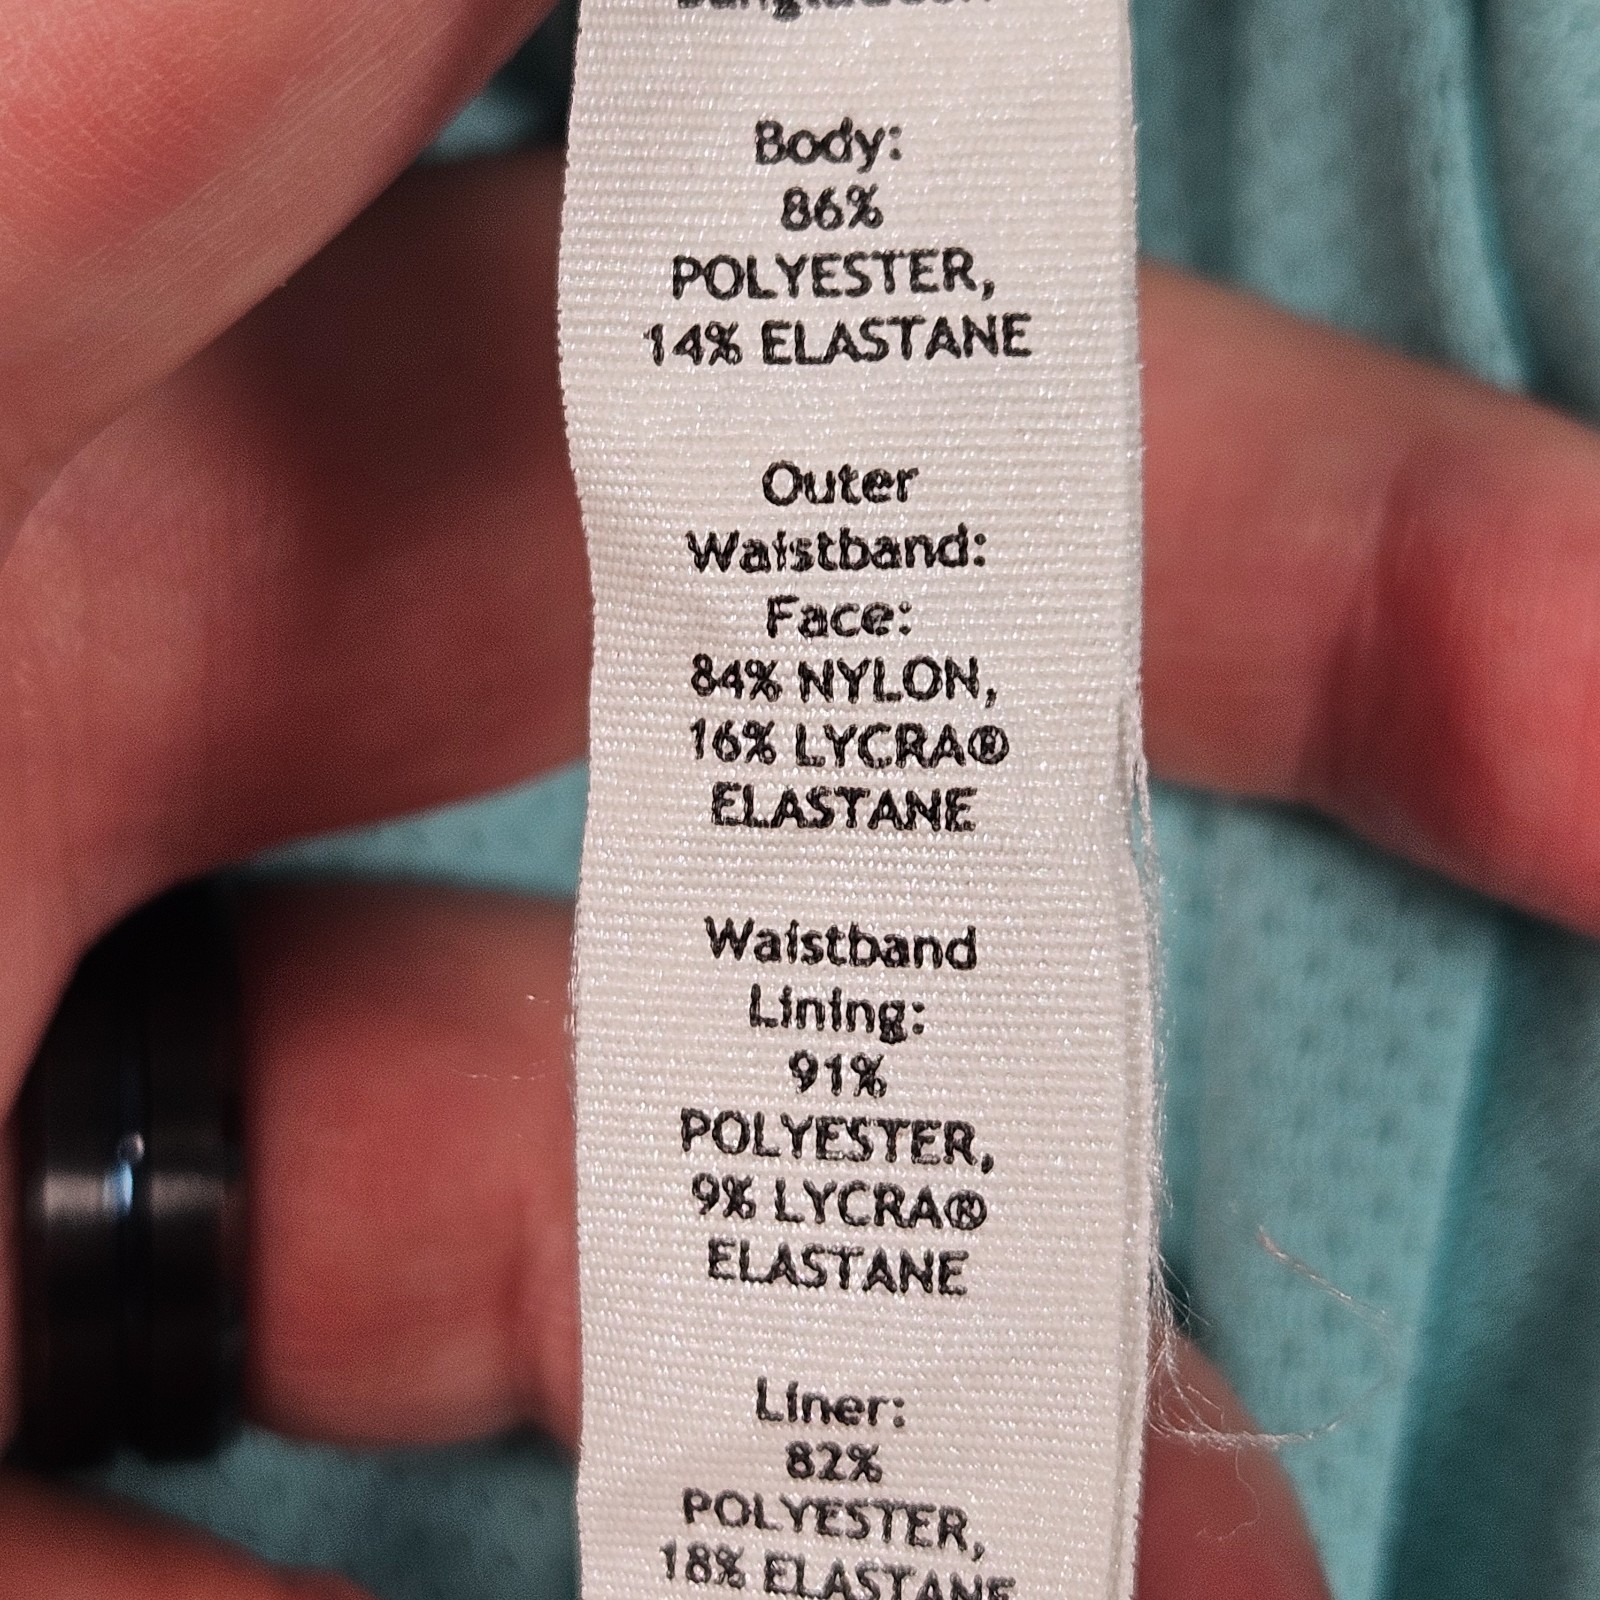 Body:
86%
POLYESTER,
14% ELASTANE
Outer
Waistband:
Face:
84% NYLON,
16% LYCRA®
ELASTANE
Waistband
Lining:
91%
POLYESTER,
9% LYCRA®
ELASTANE
Liner:
82%
POLYESTER,
18% ELASTANE